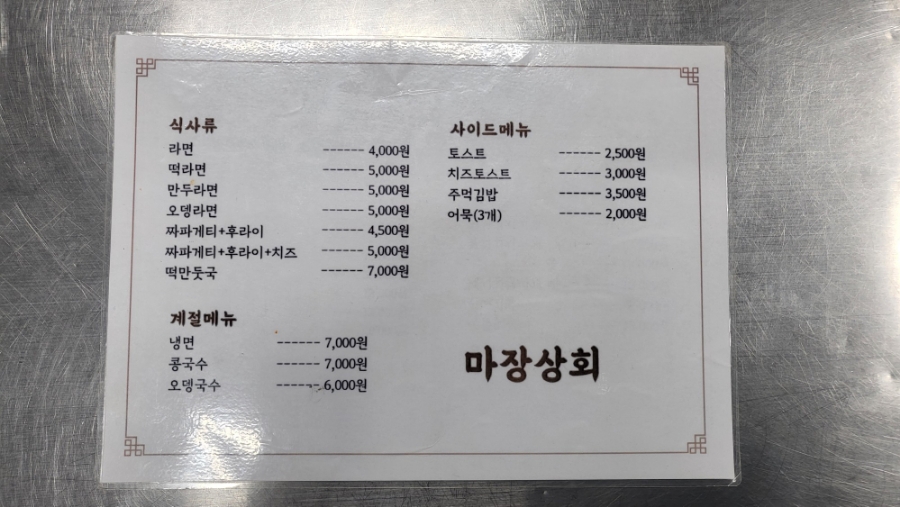 식사류
라면 ------ 4,000원
떡라면 ------ 5,000원
만두라면 ------ 5,000원
오뎅라면 ------ 5,000원
짜파게티+후라이 ------ 4,500원
짜파게티+후라이+치즈 ------ 5,000원
떡만둣국 ------ 7,000원
계절메뉴
냉면 ------ 7,000원
콩국수 ------ 7,000원
오뎅국수 ------ 6,000원
사이드메뉴
토스트 ------ 2,500원
치즈토스트 ------ 3,000원
주먹김밥 ------ 3,500원
어묵(3개) ------ 2,000원
마장상회